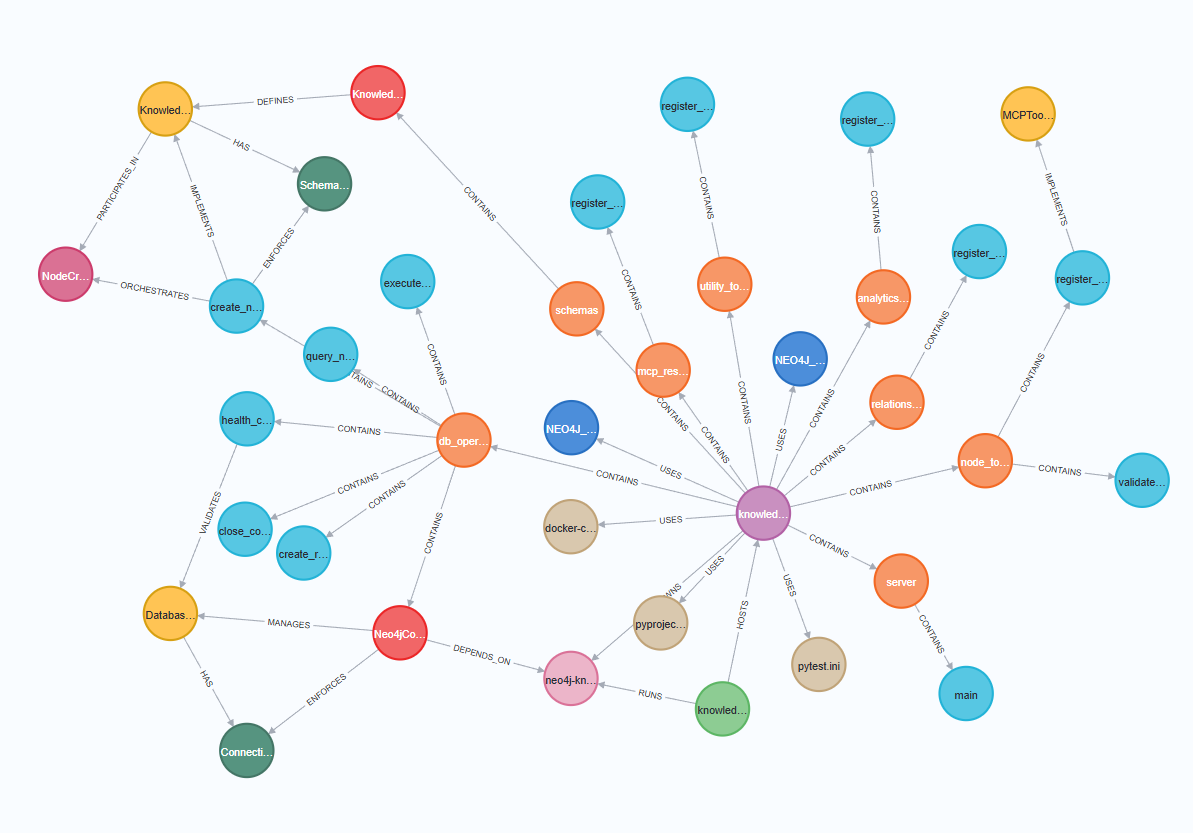 Knowled…
DEFINES
Knowled…
HAS
PARTICIPATES_IN
Schema…
IMPLEMENTS
ENFORCES
NodeCr…
ORCHESTRATES
create_n…
CONTAINS
register_…
CONTAINS
register_…
CONTAINS
register_…
CONTAINS
MCPToo…
IMPLEMENTS
register_…
register_…
execute…
CONTAINS
schemas
utility_to…
analytics…
query_n…
TAINS
CONTAINS
mcp_res…
NEO4J_…
relations…
CONTAINS
CONTAINS
health_c…
CONTAINS
db_oper…
NEO4J_…
CONTAINS
CONTAINS
CONTAINS
USES
CONTAINS
CONTAINS
node_to…
CONTAINS
validate…
USES
CONTAINS
CONTAINS
CONTAINS
CONTAINS
VALIDATES
close_co…
create_r…
CONTAINS
docker-c…
USES
knowled…
CONTAINS
server
USES
WNS
USES
HOSTS
CONTAINS
Databas…
MANAGES
Neo4jCo…
DEPENDS_ON
pyprojec…
pytest.ini
neo4j-kn…
RUNS
knowled…
main
HAS
ENFORCES
Connecti…